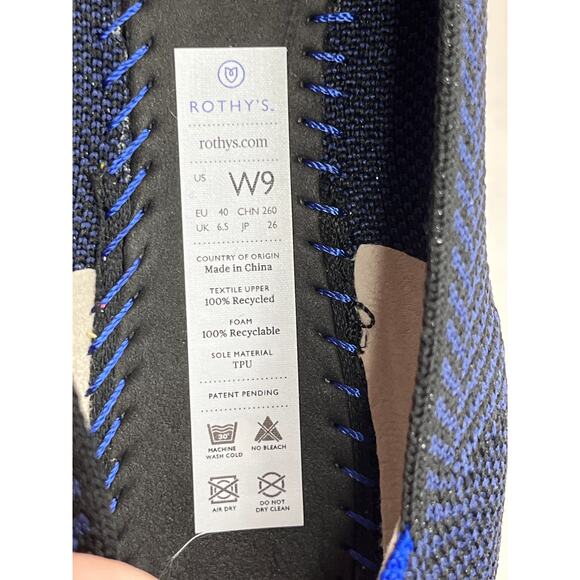 ROTHY'S.
rothys.com
US W9
EU 40 CHN 260
UK 6.5 JP 26
COUNTRY OF ORIGIN
Made in China
TEXTILE UPPER
100% Recycled
FOAM
100% Recyclable
SOLE MATERIAL
TPU
PATENT PENDING
30°
MACHINE WASH COLD NO BLEACH
AIR DRY DO NOT DRY CLEAN